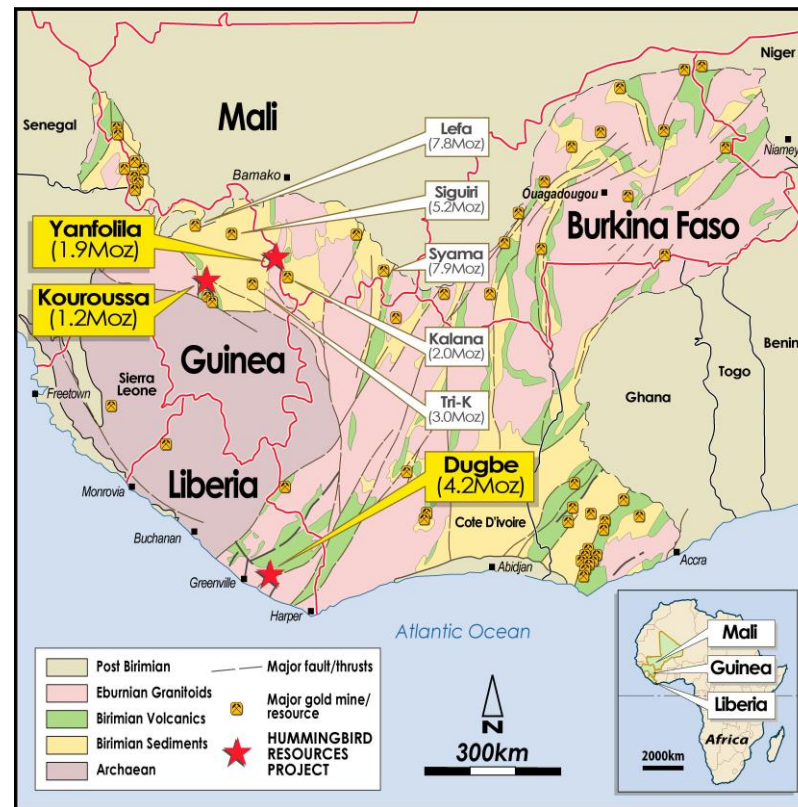 Niger
Senegal
Mali
Lefa
(7.8Moz)
Niamey
Bamako
Ouagadougou
Siguiri
(5.2Moz)
Yanfolila
(1.9Moz)
Burkina Faso
Syama
(7.9Moz)
Kouroussa
(1.2Moz)
Kalana
(2.0Moz)
Benin
Guinea
Togo
Sierra
Leone
Ghana
Freetown
Tri-K
(3.0Moz)
Dugbe
(4.2Moz)
Liberia
Monrovia
Cote D'ivoire
Buchanan
Accra
Abidjan
Greenville
Harper
Atlantic Ocean
Post Birimian
Eburnian Granitoids
Birimian Volcanics
Birimian Sediments
Archaean
Major fault/thrusts
Major gold mine/
resource
HUMMINGBIRD
RESOURCES
PROJECT
N
300km
Mali
Guinea
Liberia
Africa
2000km